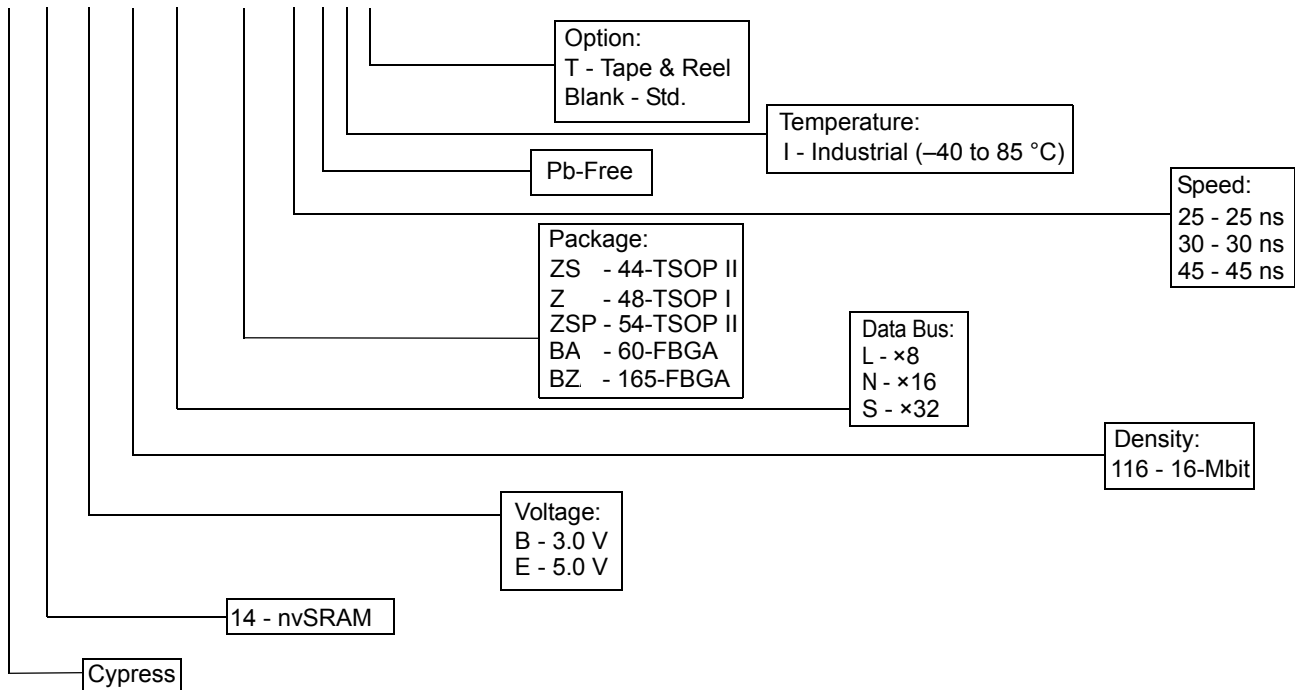 Option:
T - Tape & Reel
Blank - Std.
Temperature:
I - Industrial (–40 to 85 °C)
Pb-Free
Speed:
25 - 25 ns
30 - 30 ns
45 - 45 ns
Package:
ZS - 44-TSOP II
Z - 48-TSOP I
ZSP - 54-TSOP II
BA - 60-FBGA
BZ - 165-FBGA
Data Bus:
L - ×8
N - ×16
S - ×32
Density:
116 - 16-Mbit
Voltage:
B - 3.0 V
E - 5.0 V
14 - nvSRAM
Cypress